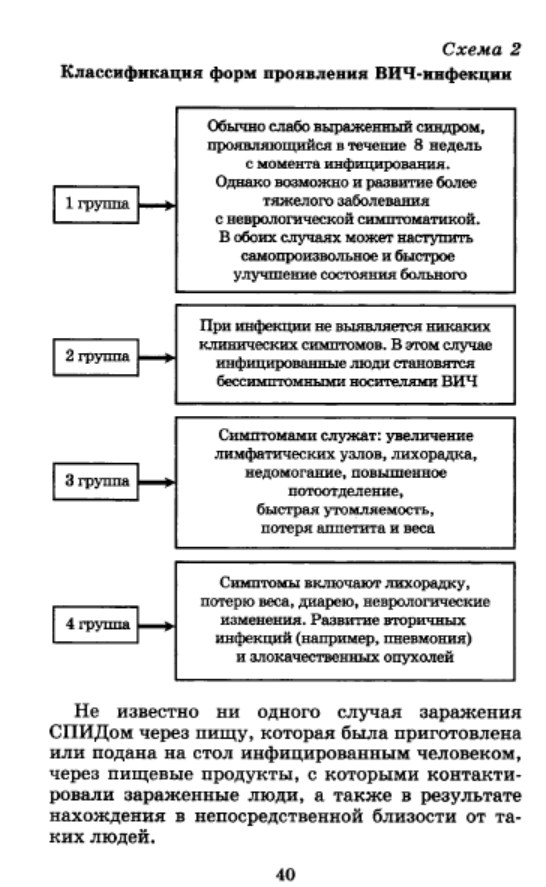 Схема 2
Классификация форм проявления ВИЧ-инфекции
1 группа
Обычно слабо выраженный синдром,
проявляющийся в течение 8 недель
с момента инфицирования.
Однако возможно и развитие более
тяжелого заболевания
с неврологической симптоматикой.
В обоих случаях может наступить
самопроизвольное и быстрое
улучшение состояния больного
2 группа
При инфекции не выявляется никаких
клинических симптомов. В этом случае
инфицированные люди становятся
бессимптомными носителями ВИЧ
3 группа
Симптомами служат: увеличение
лимфатических узлов, лихорадка,
недомогание, повышенное
потоотделение,
быстрая утомляемость,
потеря аппетита и веса
4 группа
Симптомы включают лихорадку,
потерю веса, диарею, неврологические
изменения. Развитие вторичных
инфекций (например, пневмония)
и злокачественных опухолей
Не известно ни одного случая заражения
СПИДом через пищу, которая была приготовлена
или подана на стол инфицированным человеком,
через пищевые продукты, с которыми контакти-
ровали зараженные люди, а также в результате
нахождения в непосредственной близости от та-
ких людей.
40